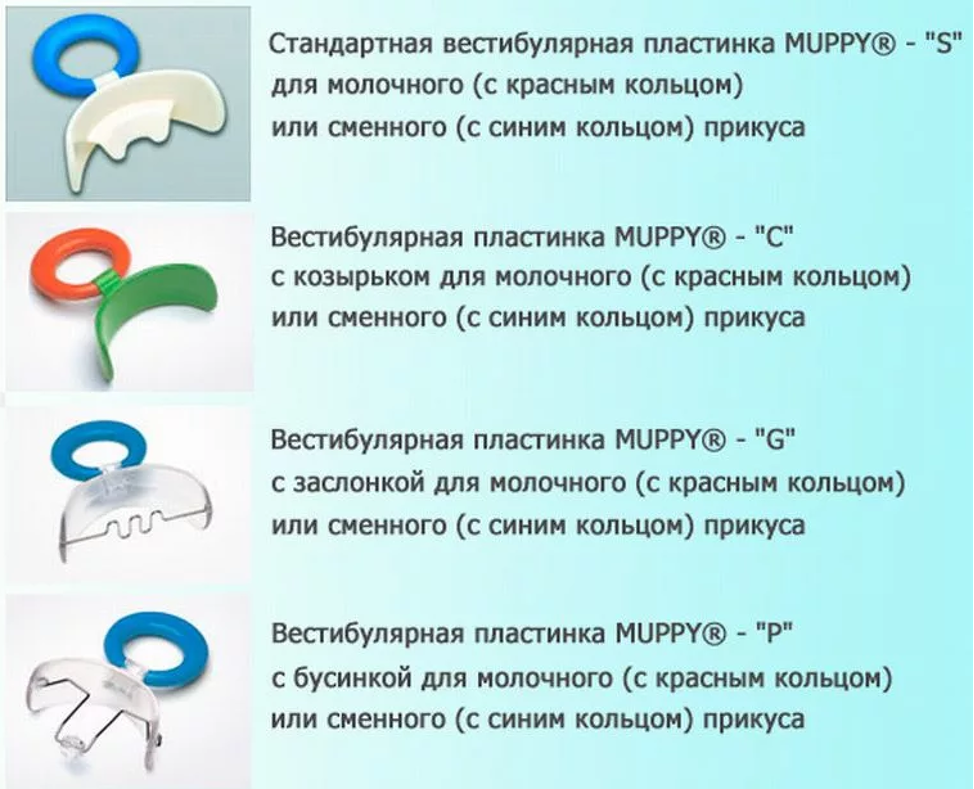 Стандартная вестибулярная пластинка MUPPY® - "S"
для молочного (с красным кольцом)
или сменного (с синим кольцом) прикуса
Вестибулярная пластинка MUPPY® - "C"
с козырьком для молочного (с красным кольцом)
или сменного (с синим кольцом) прикуса
Вестибулярная пластинка MUPPY® - "G"
с заслонкой для молочного (с красным кольцом)
или сменного (с синим кольцом) прикуса
Вестибулярная пластинка MUPPY® - "P"
с бусинкой для молочного (с красным кольцом)
или сменного (с синим кольцом) прикуса